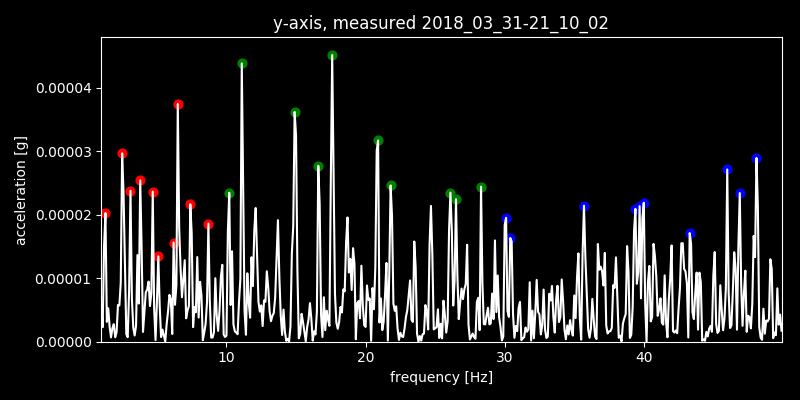 y-axis, measured 2018_03_31-21_10_02
acceleration [g]
0.00004
0.00003
0.00002
0.00001
0.00000
10 20 30 40
frequency [Hz]